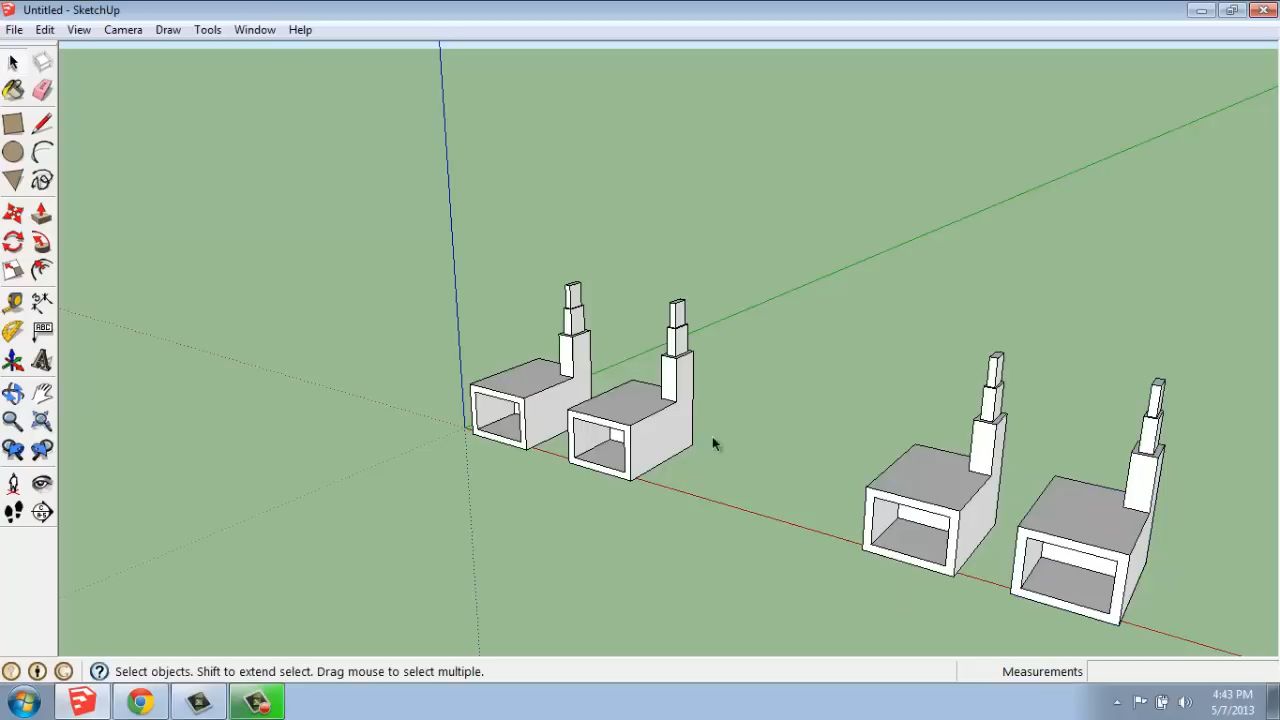 Untitled - SketchUp
File Edit View Camera Draw Tools Window Help
ABC
Select objects. Shift to extend select. Drag mouse to select multiple.
Measurements
4:43 PM
5/7/2013